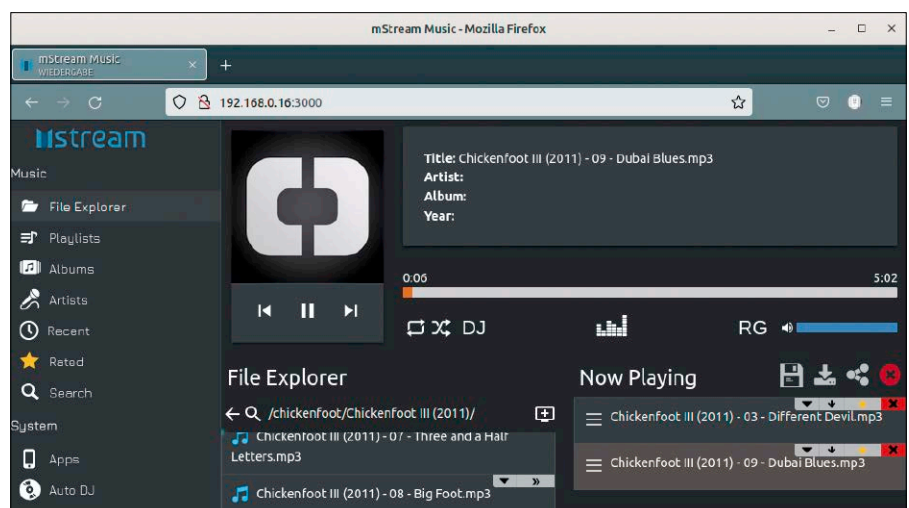 mStream Music - Mozilla Firefox
mStream Music
WIEDERGABE
192.168.0.16:3000
mstream
Music
File Explorer
Playlists
Albums
Artists
Recent
Rated
Search
System
Apps
Auto DJ
Title: Chickenfoot III (2011) - 09 - Dubai Blues.mp3
Artist:
Album:
Year:
0:06 5:02
DJ RG
File Explorer
/chickenfoot/Chickenfoot III (2011)/
Chickenfoot III (2011) - 07 - Three and a Half
Letters.mp3
Chickenfoot III (2011) - 08 - Big Foot.mp3
Now Playing
Chickenfoot III (2011) - 03 - Different Devil.mp3
Chickenfoot III (2011) - 09 - Dubai Blues.mp3